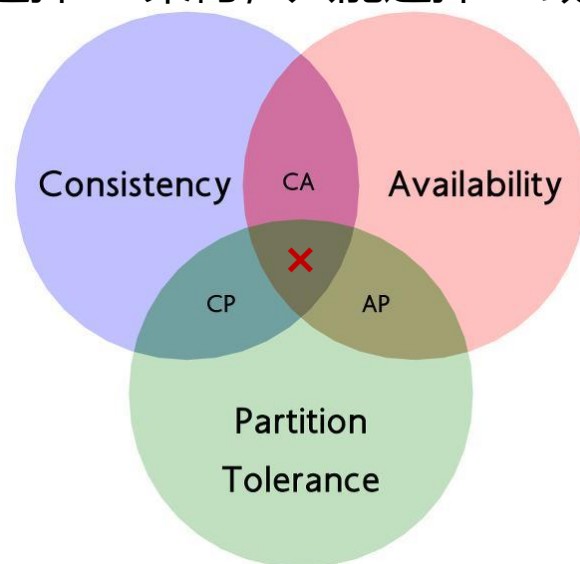 Consistency
CA
Availability
CP
AP
Partition
Tolerance